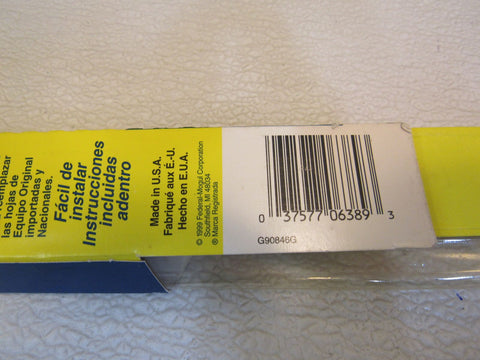 reemplazar
las hojas de
Equipo Original
importadas y
Nacionales.
Fácil de
instalar
Instrucciones
incluidas
adentro
Made in U.S.A.
Fabriqué aux É.-U.
Hecho en E.U.A.
© 1999 Federal-Mogul Corporation
Southfield, MI 48034
® Marca Registrada
0 37577 06389 3
G90846G